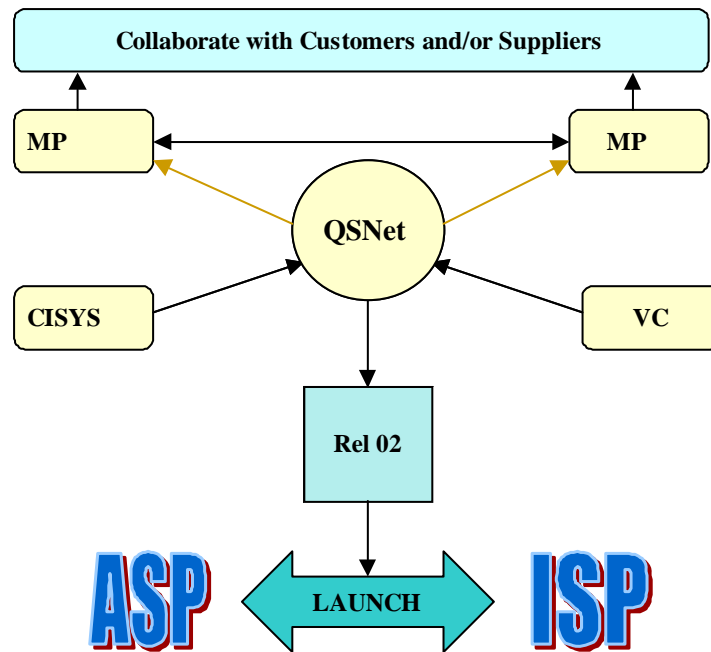 Collaborate with Customers and/or Suppliers
MP
MP
QSNet
CISYS
VC
Rel 02
ASP
LAUNCH
ISP